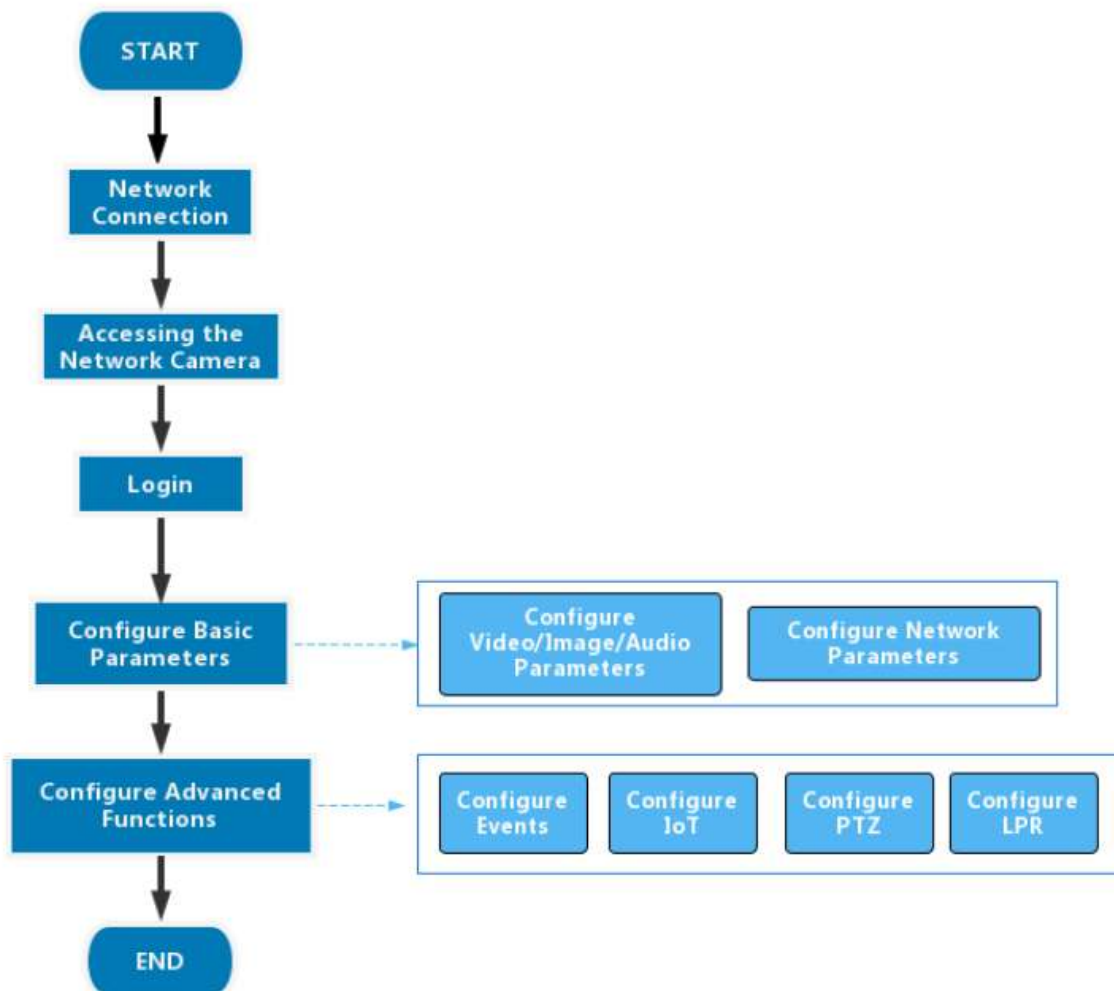 START
Network
Connection
Accessing the
Network Camera
Login
Configure Basic
Parameters
Configure
Video/Image/Audio
Parameters
Configure Network
Parameters
Configure Advanced
Functions
Configure
Events
Configure
IoT
Configure
PTZ
Configure
LPR
END